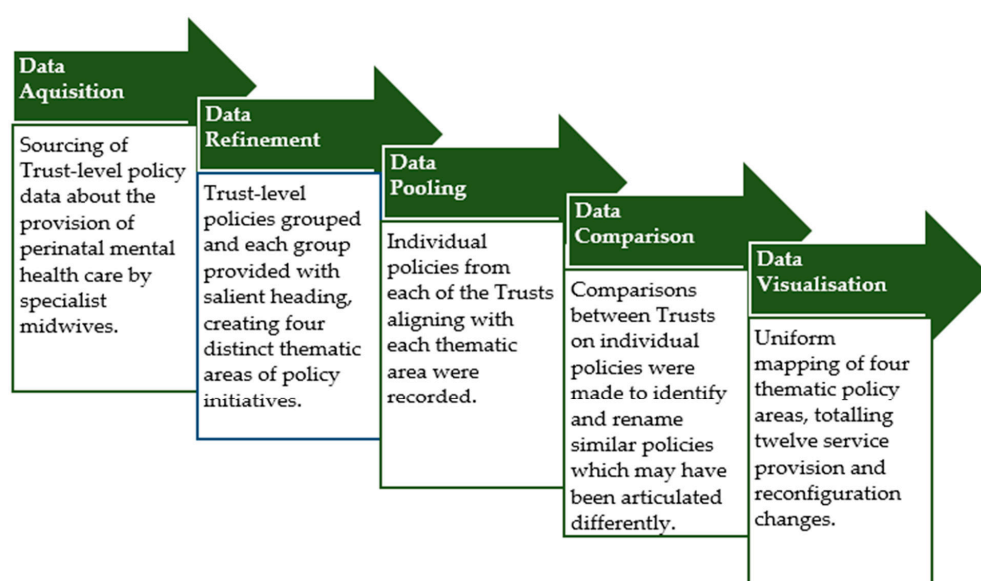 Data
Aquisition
Sourcing of
Trust-level policy
data about the
provision of
perinatal mental
health care by
specialist
midwives.
Data
Refinement
Trust-level
policies grouped
and each group
provided with
salient heading,
creating four
distinct thematic
areas of policy
initiatives.
Data
Pooling
Individual
policies from
each of the Trusts
aligning with
each thematic
area were
recorded.
Data
Comparison
Comparisons
between Trusts
on individual
policies were
made to identify
and rename
similar policies
which may have
been articulated
differently.
Data
Visualisation
Uniform
mapping of four
thematic policy
areas, totalling
twelve service
provision and
reconfiguration
changes.